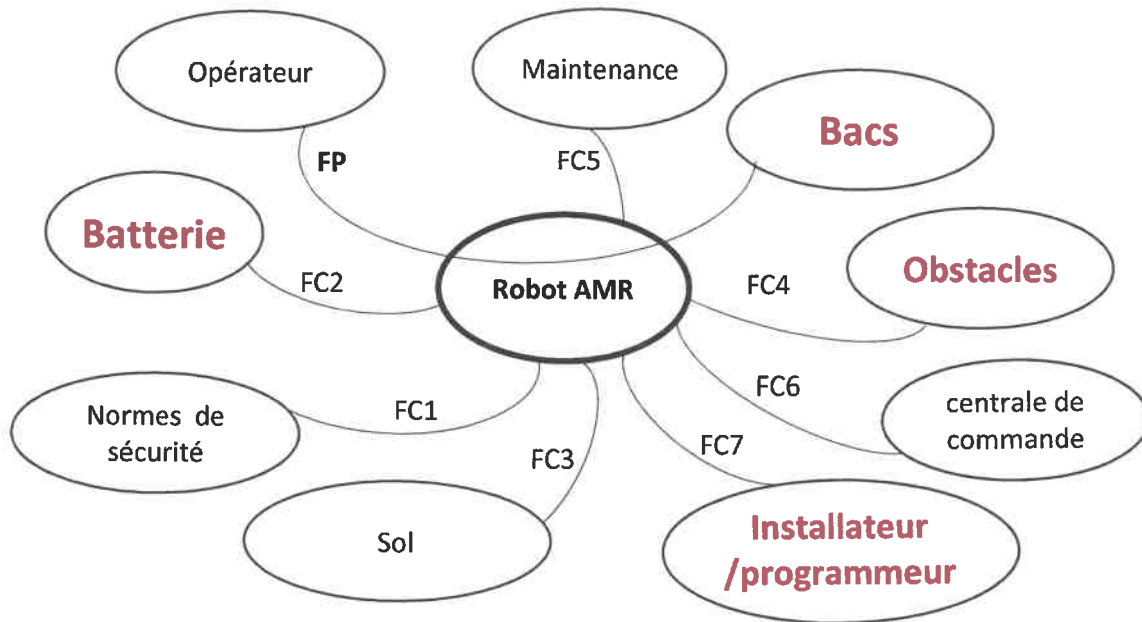 Opérateur
Maintenance
Bacs
FP
FC5
Batterie
Obstacles
FC2
Robot AMR
FC4
Normes de
sécurité
FC1
FC3
FC7
FC6
centrale de
commande
Sol
Installateur
/programmeur